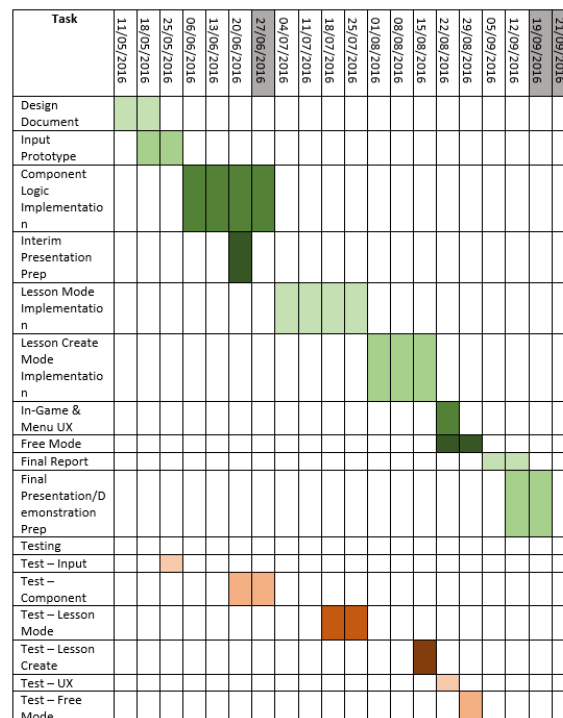 Task
11/05/2016
18/05/2016
25/05/2016
06/06/2016
13/06/2016
20/06/2016
27/06/2016
04/07/2016
11/07/2016
18/07/2016
25/07/2016
01/08/2016
08/08/2016
15/08/2016
22/08/2016
29/08/2016
05/09/2016
12/09/2016
19/09/2016
21/09/2016
Design
Document
Input
Prototype
Component
Logic
Implementatio
n
Interim
Presentation
Prep
Lesson Mode
Implementatio
n
Lesson Create
Mode
Implementatio
n
In-Game &
Menu UX
Free Mode
Final Report
Final
Presentation/D
emonstration
Prep
Testing
Test – Input
Test –
Component
Test – Lesson
Mode
Test – Lesson
Create
Test – UX
Test – Free
Mode